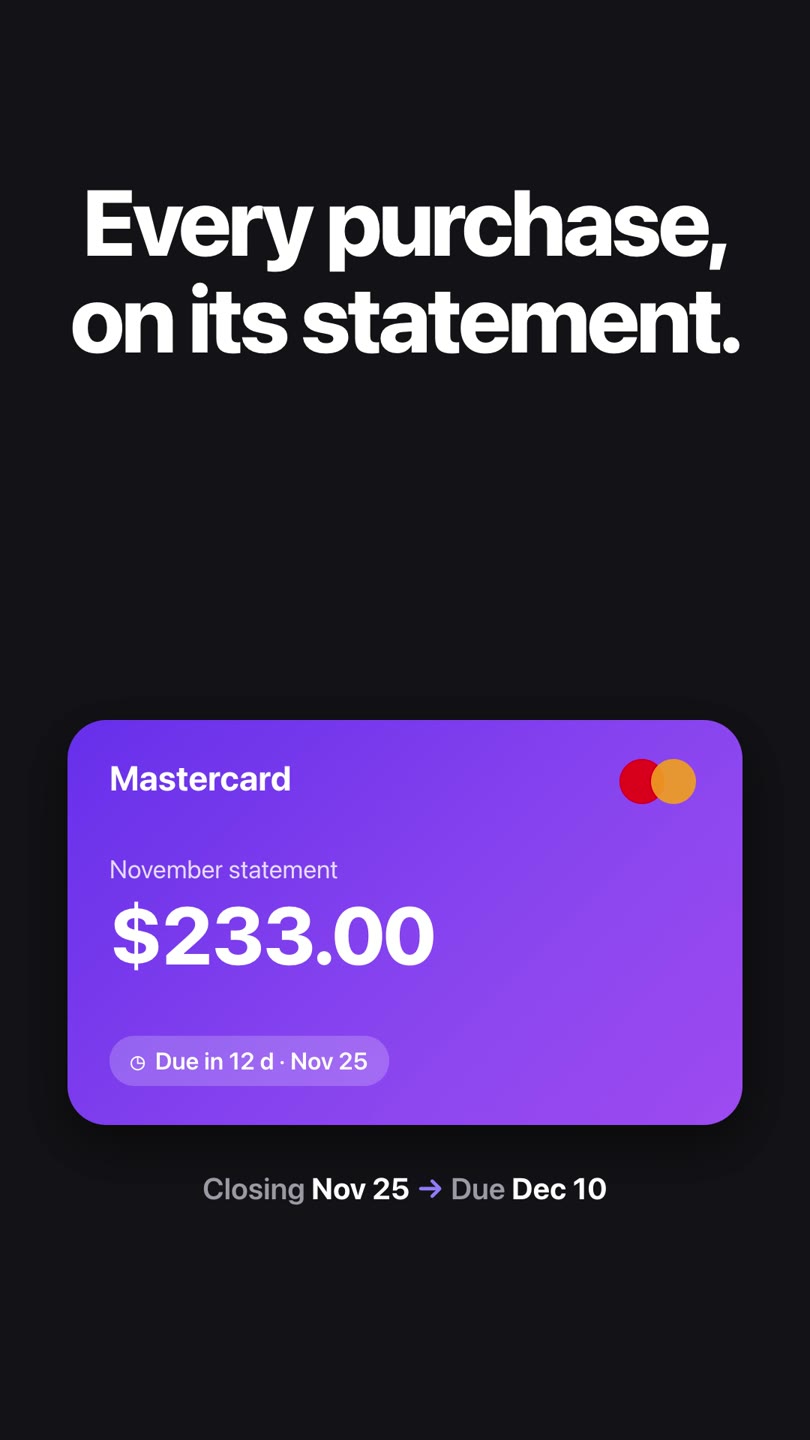 Every purchase,
on its statement.
Mastercard
November statement
$233.00
Due in 12 d · Nov 25
Closing Nov 25 → Due Dec 10